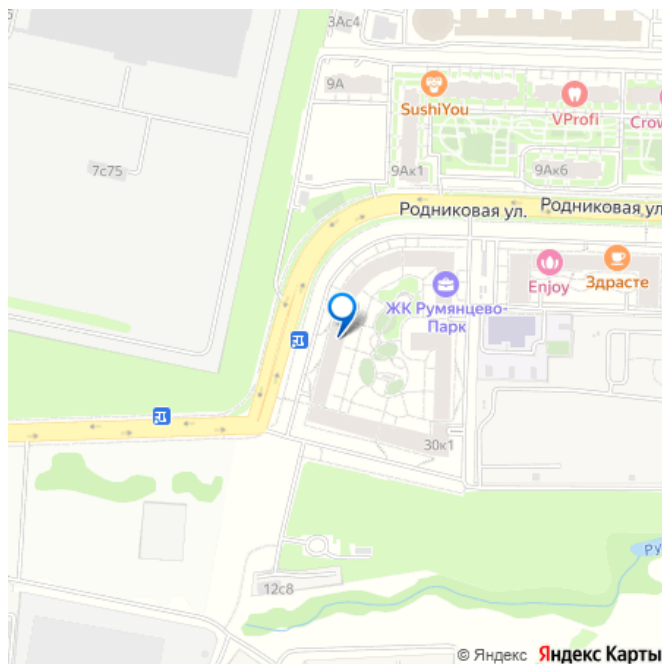 3Ас4
9А
SushiYou
VProfi
Crow
7с75
9Ак1
9Ак6
Родниковая ул.
Родниковая ул
Enjoy
Здрасте
ЖК Румянцево-
Парк
30к1
РУ
12с8
© Яндекс Яндекс Карты